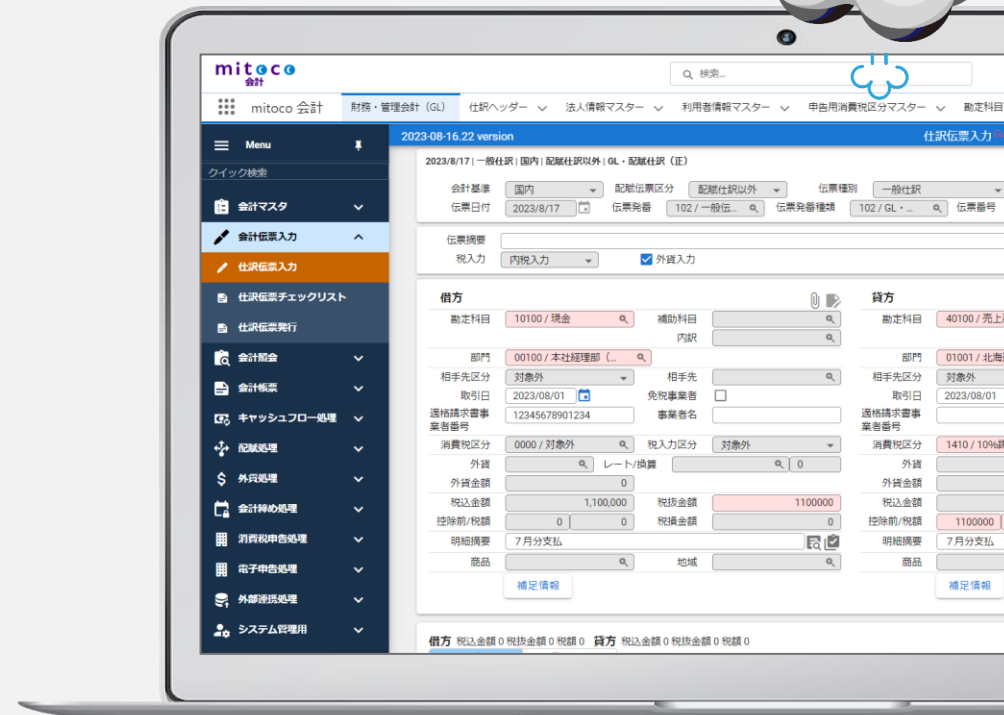 mitoco
会計
検索...
mitoco 会計 財務・管理会計（GL） 仕訳ヘッダー 法人情報マスター 利用者情報マスター 申告用消費税区分マスター 勘定科目
Menu
クイック検索
会計マスタ
会計伝票入力
仕訳伝票入力
仕訳伝票チェックリスト
仕訳伝票発行
会計照会
会計帳票
キャッシュフロー処理
配賦処理
外貨処理
会計締め処理
消費税申告処理
電子申告処理
外部連携処理
システム管理用
2023-08-16.22 version 仕訳伝票入力
2023/8/17 | 一般仕訳 | 国内 | 配賦仕訳以外 | GL・配賦仕訳（正）
会計基準 国内 配賦伝票区分 配賦仕訳以外 伝票種別 一般仕訳
伝票日付 2023/8/17 伝票発番 102 / 一般伝... 伝票発番種類 102 / GL・... 伝票番号
伝票摘要
税入力 内税入力 外貨入力
借方 貸方
勘定科目 10100 / 現金 補助科目 勘定科目 40100 / 売上
内訳
部門 00100 / 本社経理部（... 部門 01001 / 北海
相手先区分 対象外 相手先 相手先区分 対象外
取引日 2023/08/01 免税事業者 取引日 2023/08/01
適格請求書事業者番号 12345678901234 事業者名 適格請求書事業者番号
消費税区分 0000 / 対象外 税入力区分 対象外 消費税区分 1410 / 10%
外貨 レート/換算 0 外貨
外貨金額 0 外貨金額
税込金額 1,100,000 税抜金額 1100000 税込金額
控除前/税額 0 0 税損金額 0 控除前/税額 1100000
明細摘要 7月分支払 明細摘要 7月分支払
商品 地域 商品
補足情報 補足情報
借方 税込金額 0 税抜金額 0 税額 0 貸方 税込金額 0 税抜金額 0 税額 0